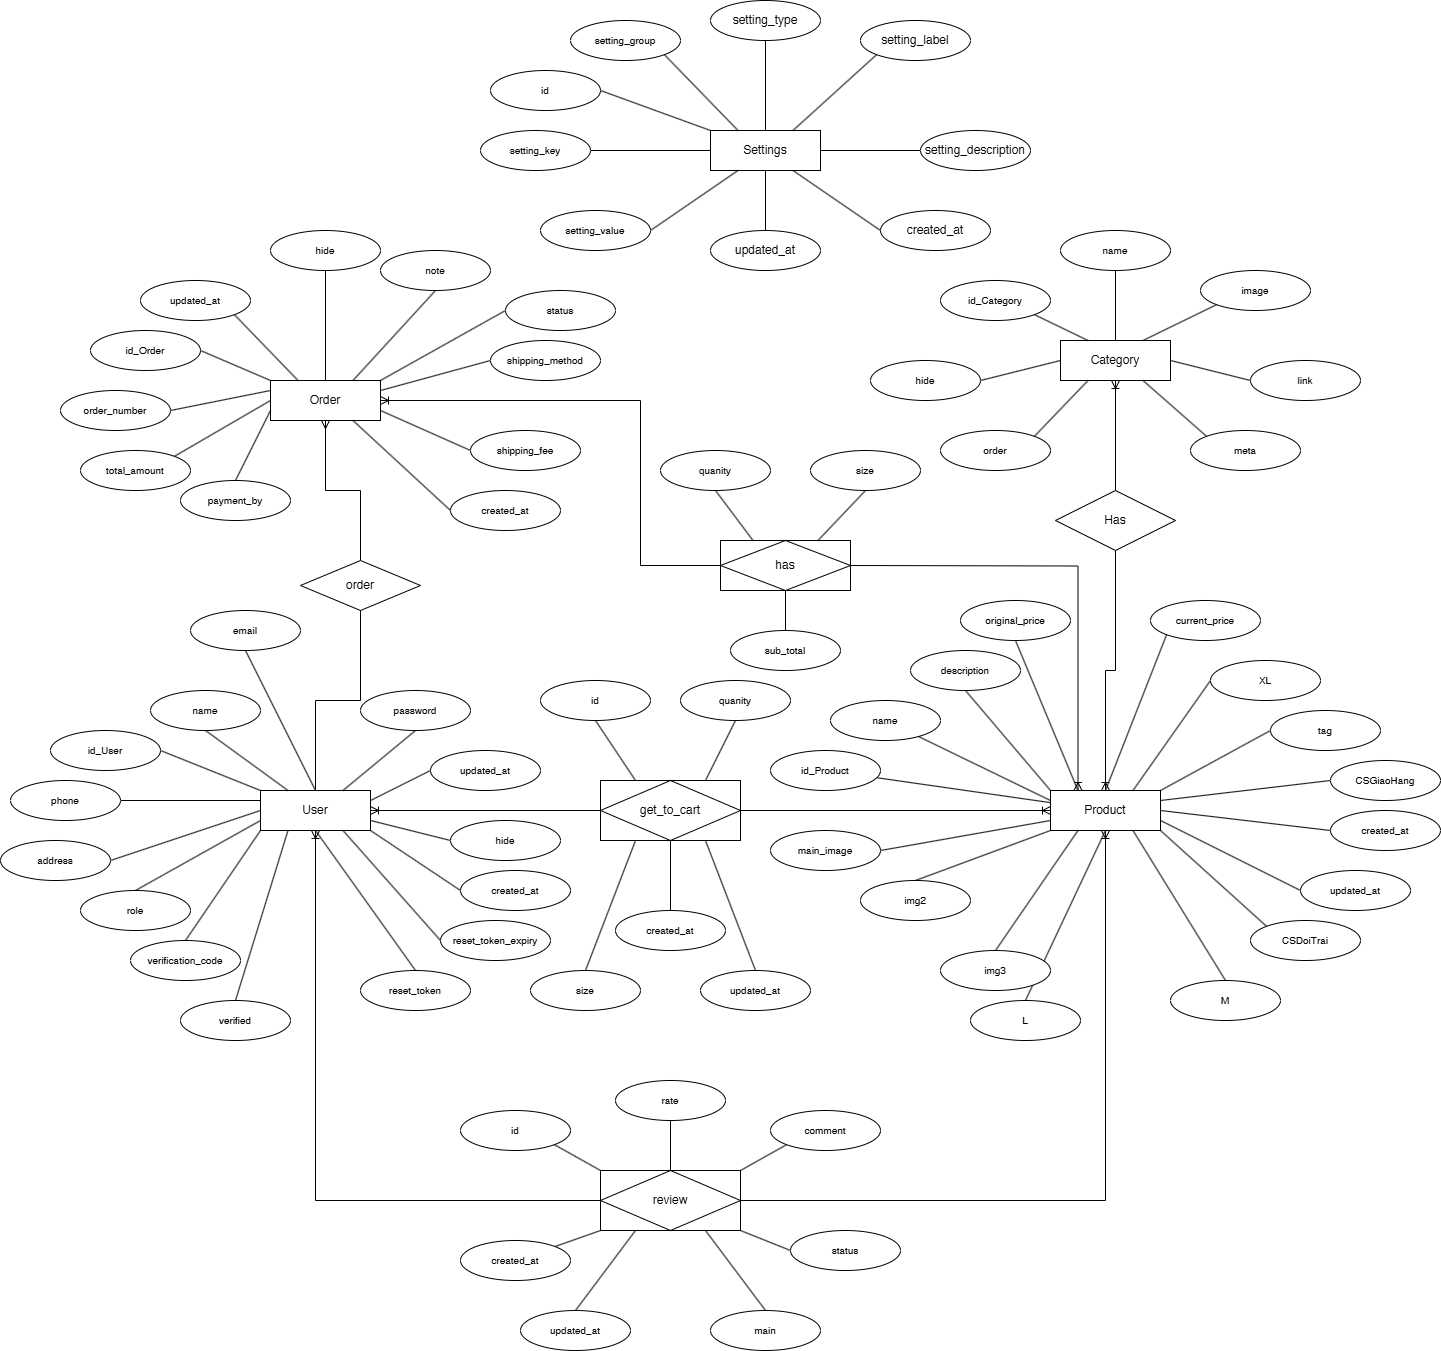 setting_type
setting_group
setting_label
id
setting_key
Settings
setting_description
setting_value
updated_at
created_at
hide
note
updated_at
status
id_Order
shipping_method
order_number
Order
total_amount
shipping_fee
payment_by
created_at
name
id_Category
image
Category
hide
link
order
meta
quanity
size
has
sub_total
Has
order
email
name
password
id_User
updated_at
phone
User
hide
address
created_at
role
reset_token_expiry
verification_code
reset_token
verified
id
quanity
get_to_cart
created_at
size
updated_at
original_price
current_price
description
XL
name
tag
id_Product
CSGiaoHang
Product
created_at
main_image
updated_at
img2
CSDoiTrai
img3
M
L
rate
id
comment
review
created_at
status
updated_at
main